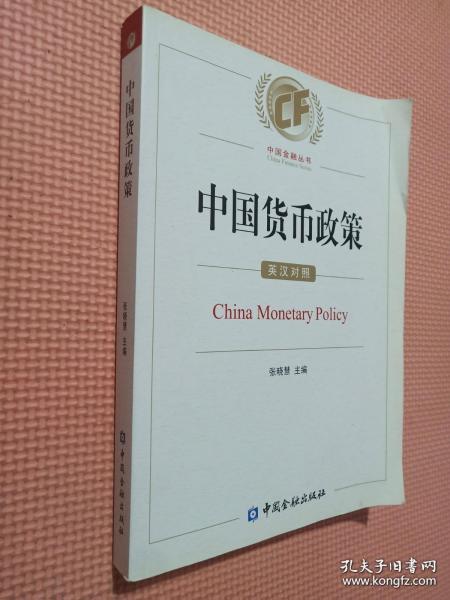 中国货币政策
张晓慧 主编
中国金融出版社
CF
中国金融丛书
China Finance Series
中国货币政策
英汉对照
China Monetary Policy
张晓慧 主编
中国金融出版社
孔夫子旧书网
www.kongfz.com